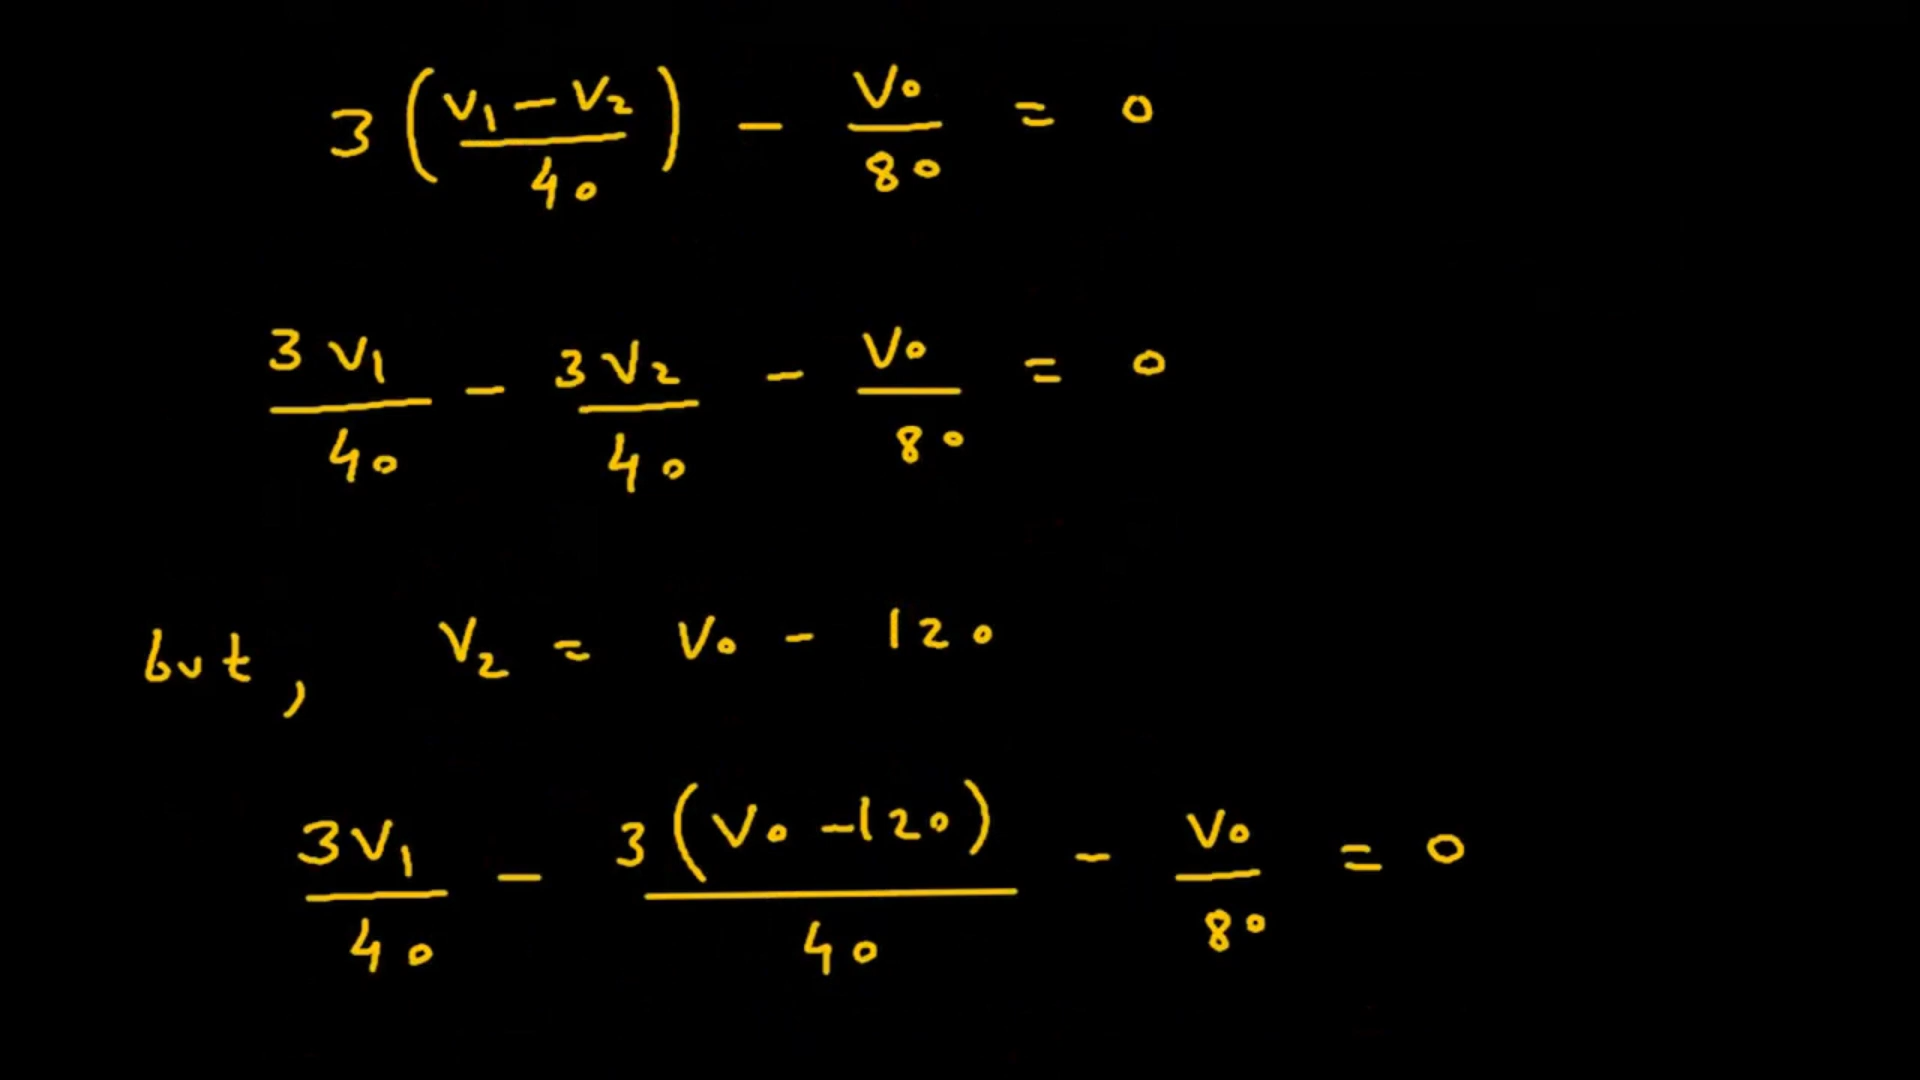 3 ( (V₁ − V₂) / 40 ) − V₀ / 80 = 0
3V₁ / 40 − 3V₂ / 40 − V₀ / 80 = 0
but, V₂ = V₀ − 120
3V₁ / 40 − 3(V₀ − 120) / 40 − V₀ / 80 = 0